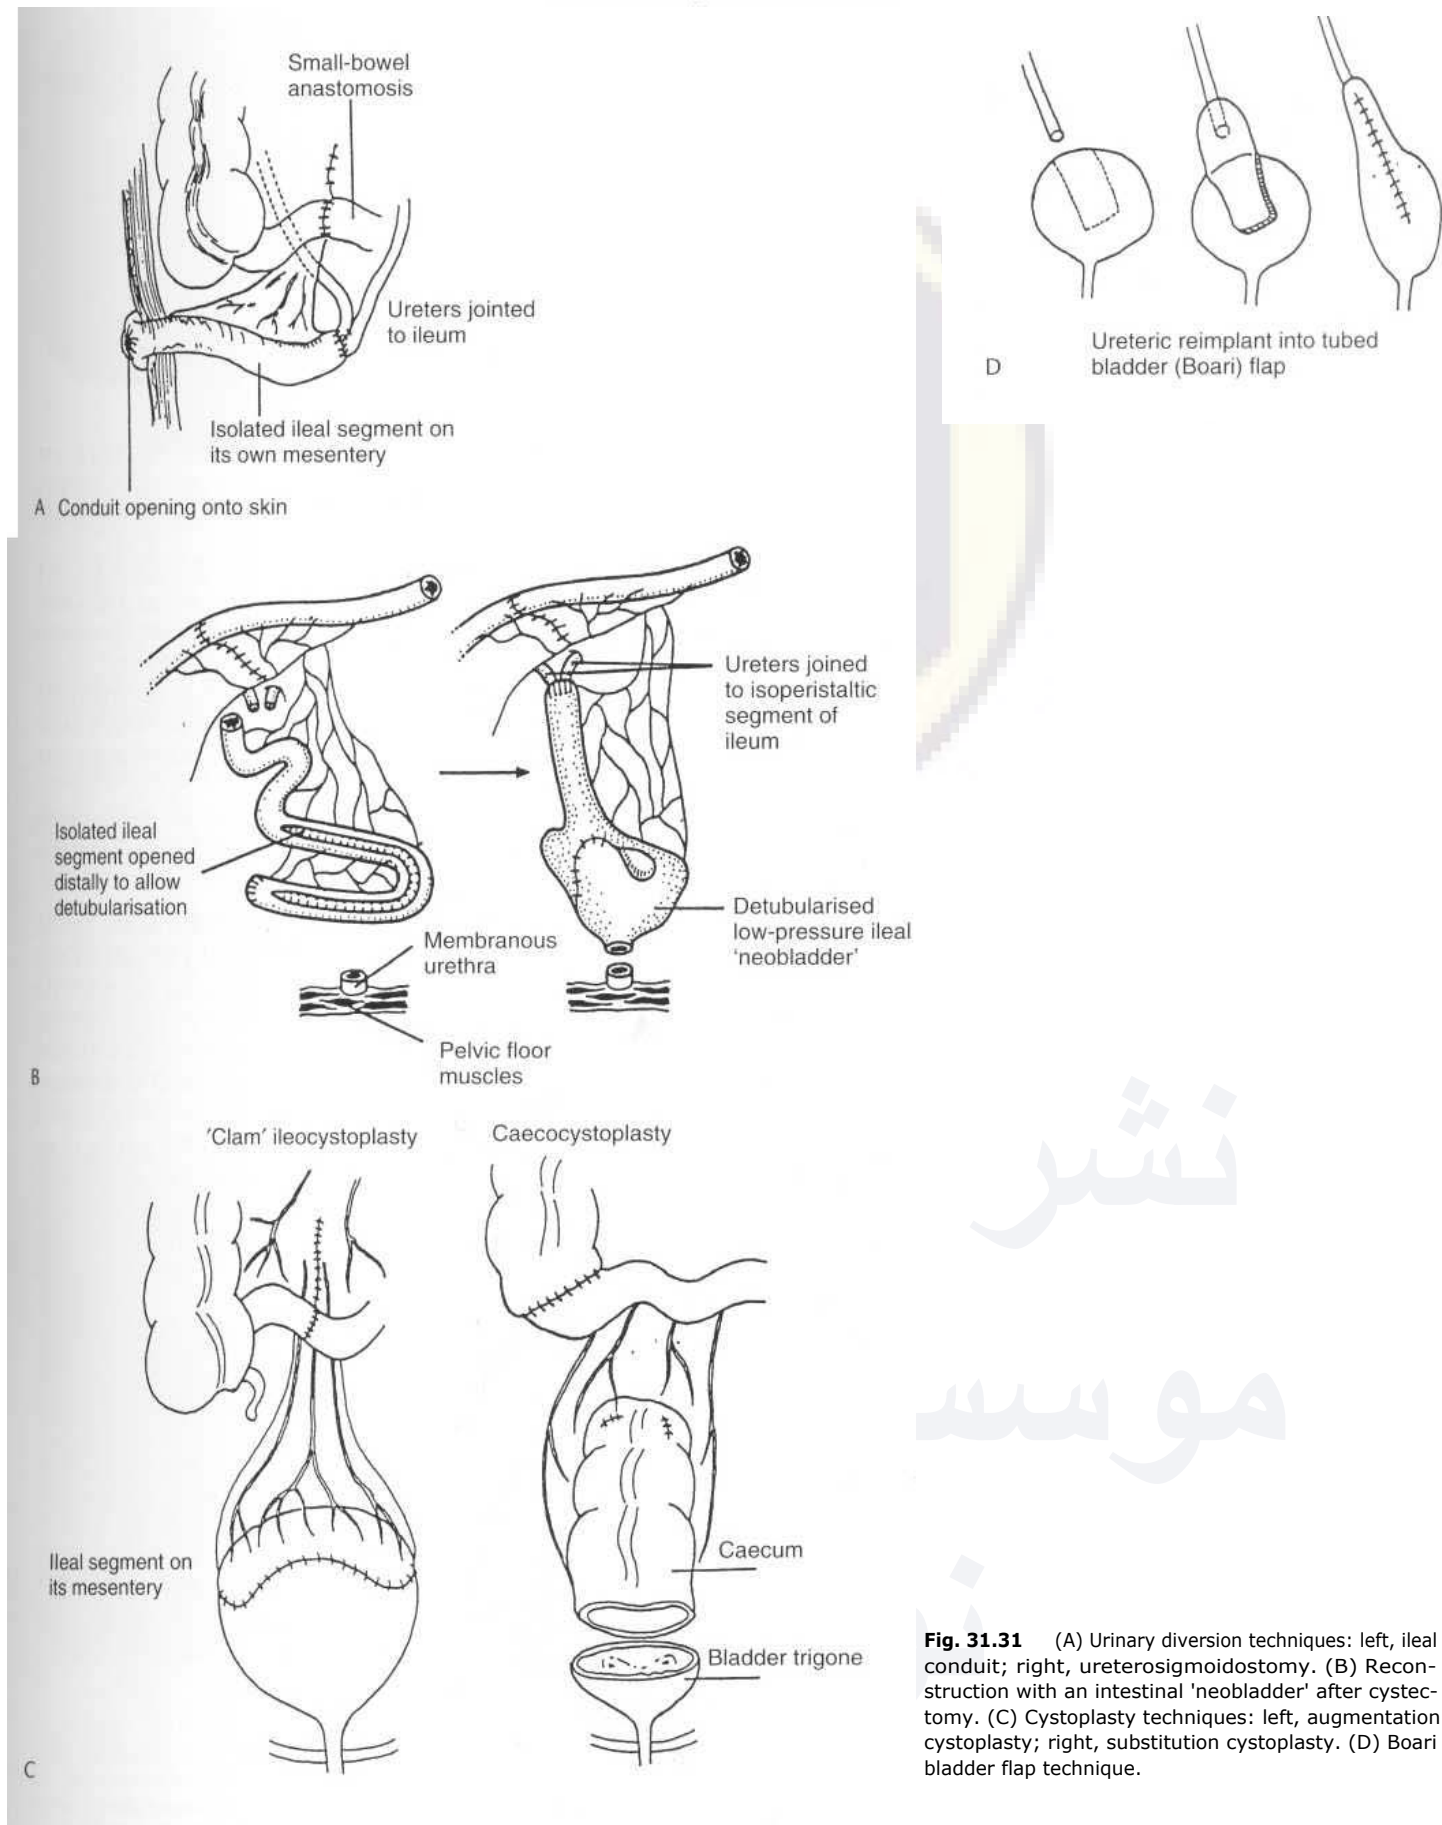 Small-bowel
anastomosis
Ureters jointed
to ileum
Isolated ileal segment on
its own mesentery
A Conduit opening onto skin
D
Ureteric reimplant into tubed
bladder (Boari) flap
Ureters joined
to isoperistaltic
segment of
ileum
Isolated ileal
segment opened
distally to allow
detubularisation
Detubularised
low-pressure ileal
'neobladder'
Membranous
urethra
Pelvic floor
muscles
B
'Clam' ileocystoplasty
Caecocystoplasty
Ileal segment on
its mesentery
Caecum
Bladder trigone
C
Fig. 31.31 (A) Urinary diversion techniques: left, ileal
conduit; right, ureterosigmoidostomy. (B) Recon-
struction with an intestinal 'neobladder' after cystec-
tomy. (C) Cystoplasty techniques: left, augmentation
cystoplasty; right, substitution cystoplasty. (D) Boari
bladder flap technique.
نشر